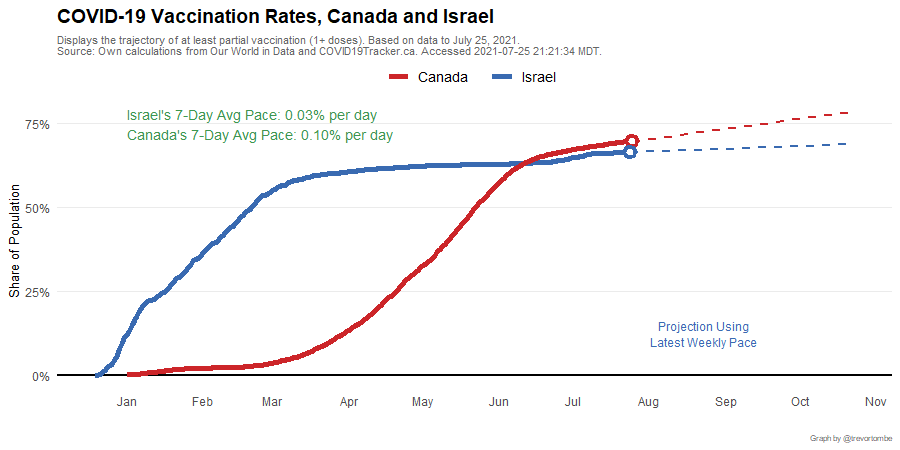 COVID-19 Vaccination Rates, Canada and Israel
Displays the trajectory of at least partial vaccination (1+ doses). Based on data to July 25, 2021.
Source: Own calculations from Our World in Data and COVID19Tracker.ca. Accessed 2021-07-25 21:21:34 MDT.
Canada Israel
Israel's 7-Day Avg Pace: 0.03% per day
Canada's 7-Day Avg Pace: 0.10% per day
75%
50%
25%
0%
Share of Population
Projection Using
Latest Weekly Pace
Jan Feb Mar Apr May Jun Jul Aug Sep Oct Nov
Graph by @trevortombe